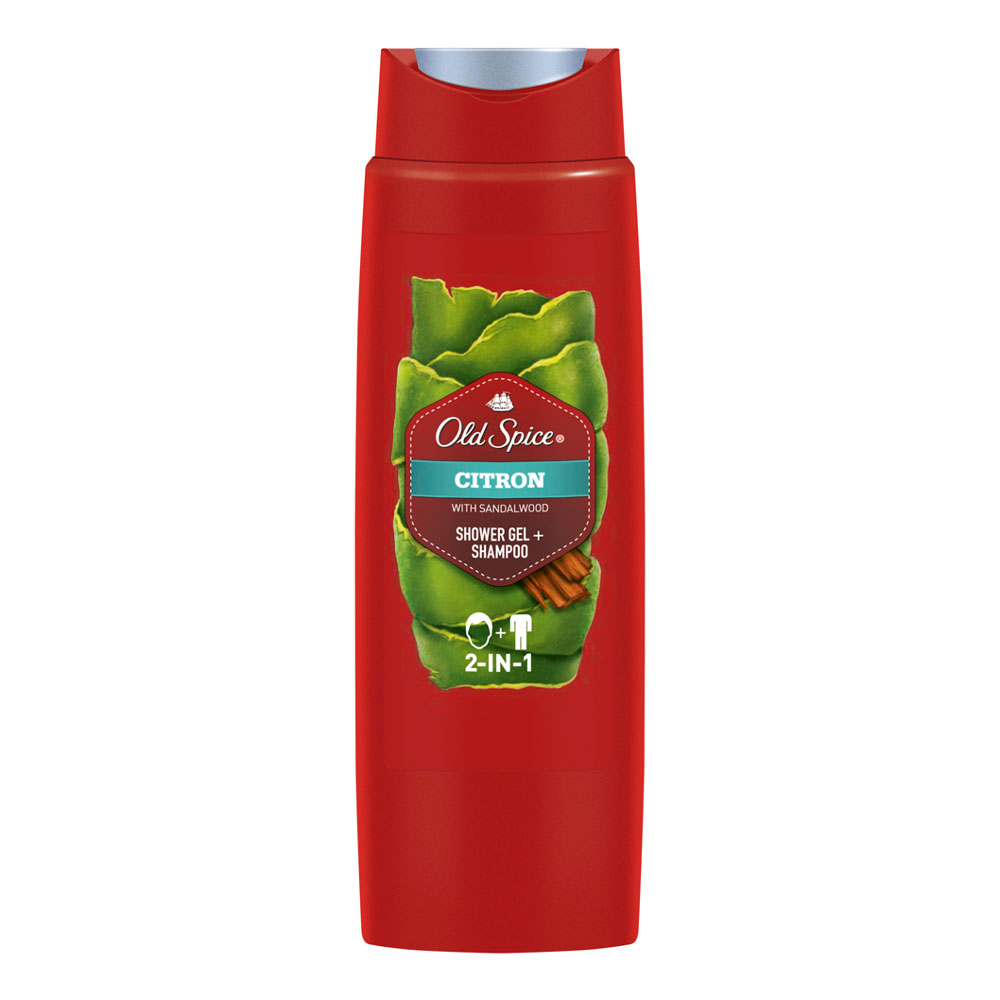 Old Spice®
CITRON
WITH SANDALWOOD
SHOWER GEL +
SHAMPOO
+
2-IN-1